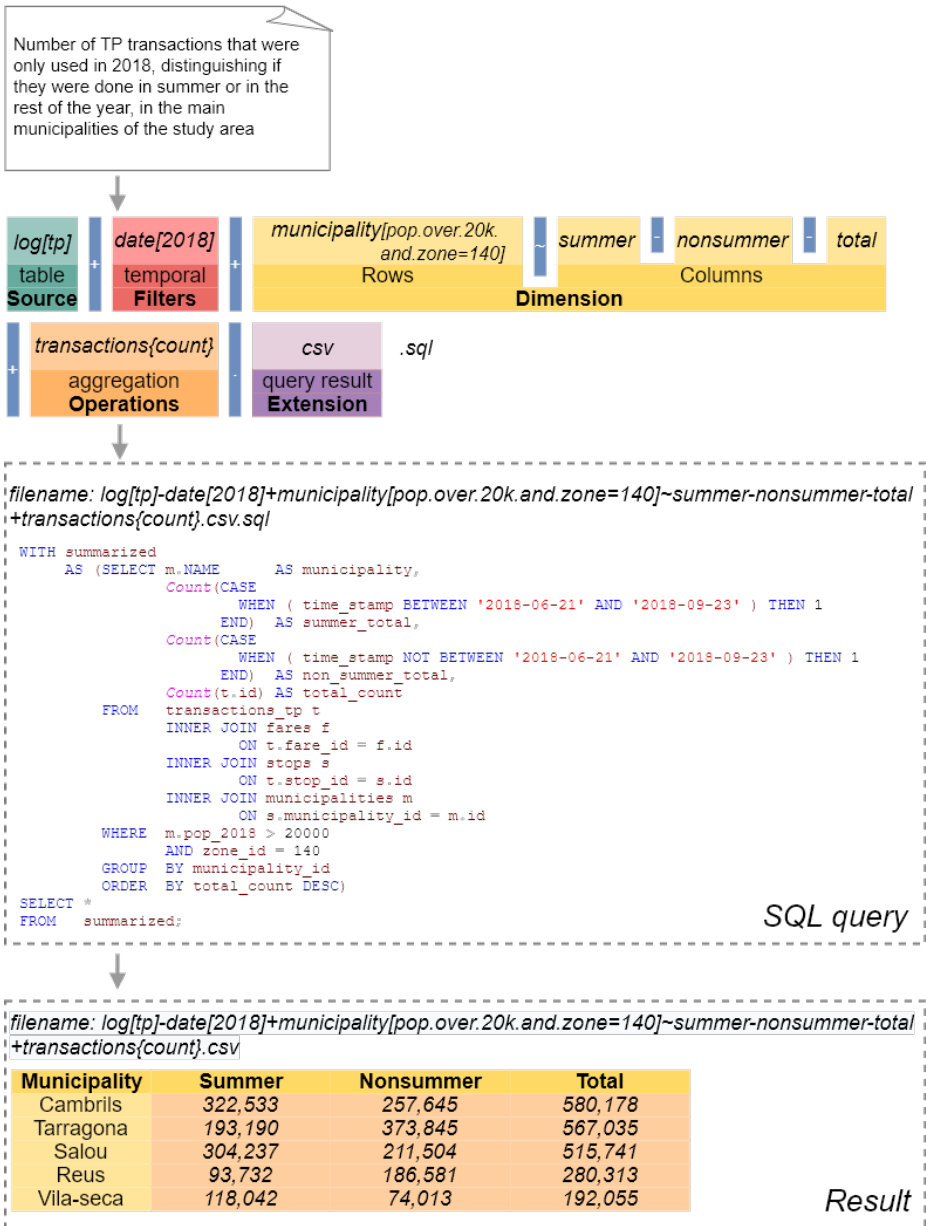 Number of TP transactions that were
only used in 2018, distinguishing if
they were done in summer or in the
rest of the year, in the main
municipalities of the study area
log[tp] + date[2018] + municipality[pop.over.20k. and.zone=140] ~ summer - nonsummer - total
table temporal Rows Columns
Source Filters Dimension
+ transactions{count} . csv .sql
aggregation query result
Operations Extension
filename: log[tp]-date[2018]+municipality[pop.over.20k.and.zone=140]~summer-nonsummer-total
+transactions{count}.csv.sql
WITH summarized
AS (SELECT m.NAME AS municipality,
Count(CASE
WHEN ( time_stamp BETWEEN '2018-06-21' AND '2018-09-23' ) THEN 1
END) AS summer_total,
Count(CASE
WHEN ( time_stamp NOT BETWEEN '2018-06-21' AND '2018-09-23' ) THEN 1
END) AS non_summer_total,
Count(t.id) AS total_count
FROM transactions_tp t
INNER JOIN fares f
ON t.fare_id = f.id
INNER JOIN stops s
ON t.stop_id = s.id
INNER JOIN municipalities m
ON s.municipality_id = m.id
WHERE m.pop_2018 > 20000
AND zone_id = 140
GROUP BY municipality_id
ORDER BY total_count DESC)
SELECT *
FROM summarized;
SQL query
filename: log[tp]-date[2018]+municipality[pop.over.20k.and.zone=140]~summer-nonsummer-total
+transactions{count}.csv
Municipality Summer Nonsummer Total
Cambrils 322,533 257,645 580,178
Tarragona 193,190 373,845 567,035
Salou 304,237 211,504 515,741
Reus 93,732 186,581 280,313
Vila-seca 118,042 74,013 192,055
Result